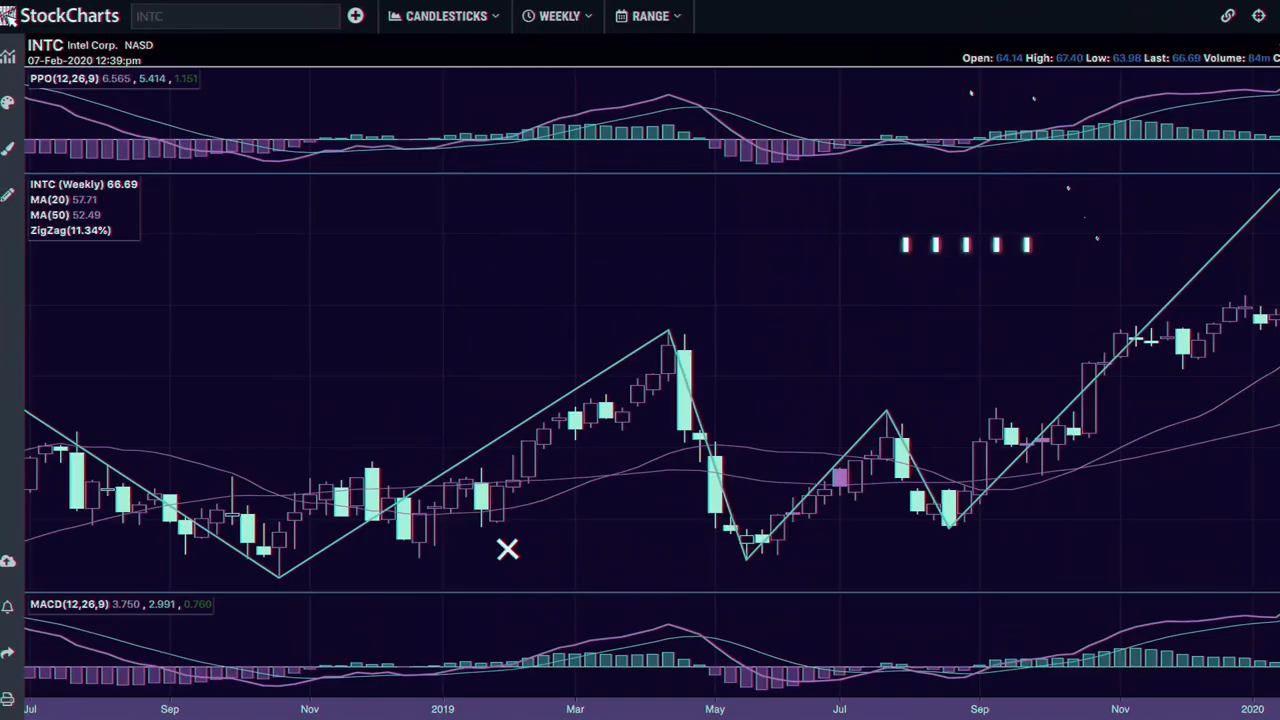 StockCharts INTC CANDLESTICKS WEEKLY RANGE
INTC Intel Corp. NASD
07-Feb-2020 12:39:pm
Open: 64.14 High: 67.40 Low: 63.98 Last: 66.69 Volume: 84m C
PPO(12,26,9) 6.565, 5.414, 1.151
INTC (Weekly) 66.69
MA(20) 57.71
MA(50) 52.49
ZigZag(11.34%)
MACD(12,26,9) 3.750, 2.991, 0.760
Jul Sep Nov 2019 Mar May Jul Sep Nov 2020